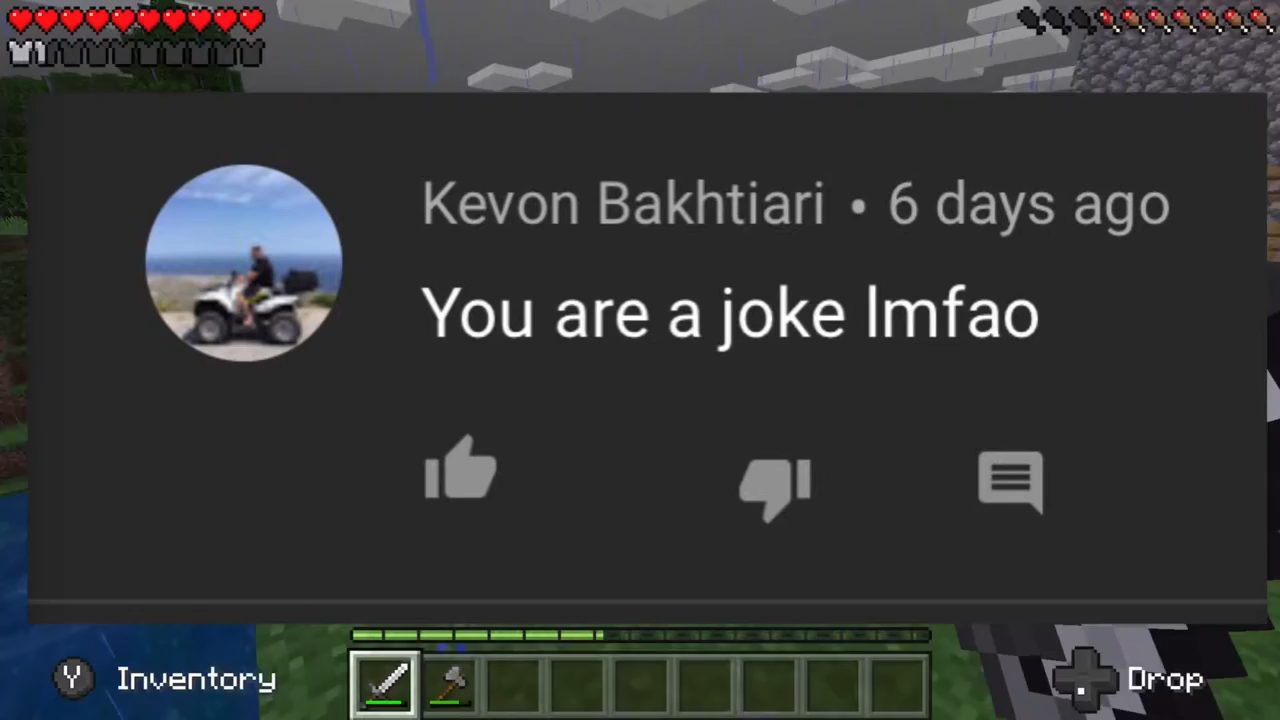 Kevon Bakhtiari • 6 days ago
You are a joke lmfao
Y Inventory
Drop